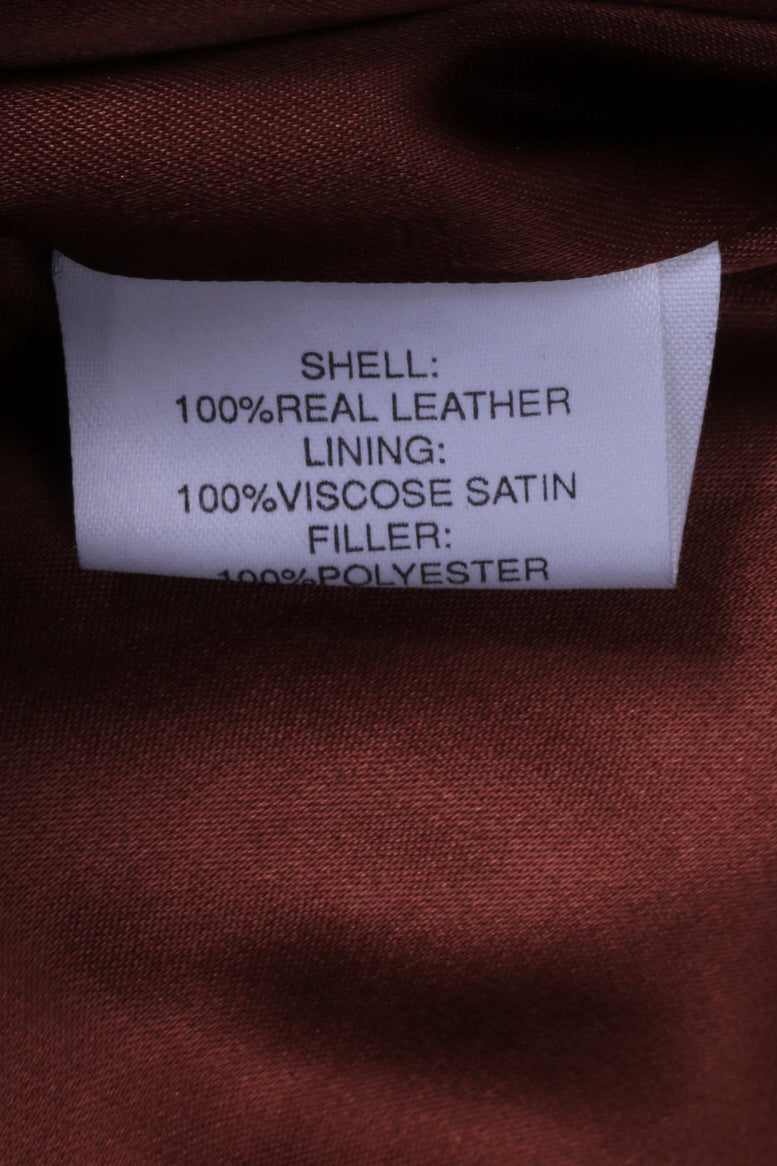 SHELL:
100%REAL LEATHER
LINING:
100%VISCOSE SATIN
FILLER:
100%POLYESTER